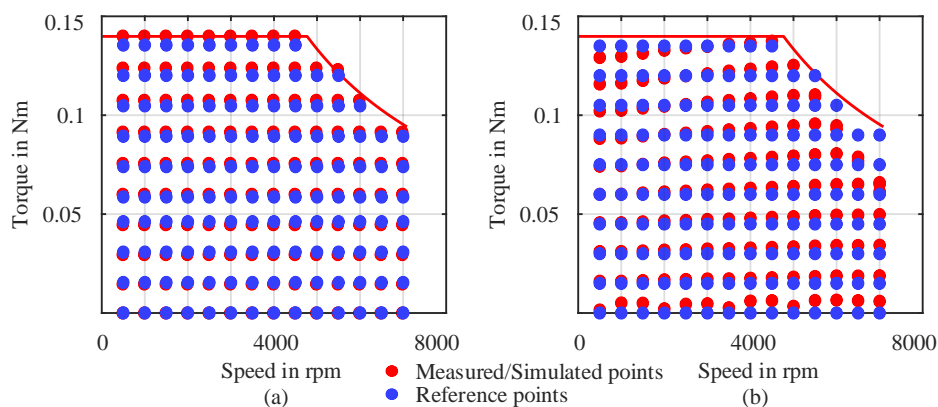 0.15
0.1
0.05
Torque in Nm
0
4000
8000
Speed in rpm
(a)
0.15
0.1
0.05
Torque in Nm
0
4000
8000
Speed in rpm
(b)
Measured/Simulated points
Reference points